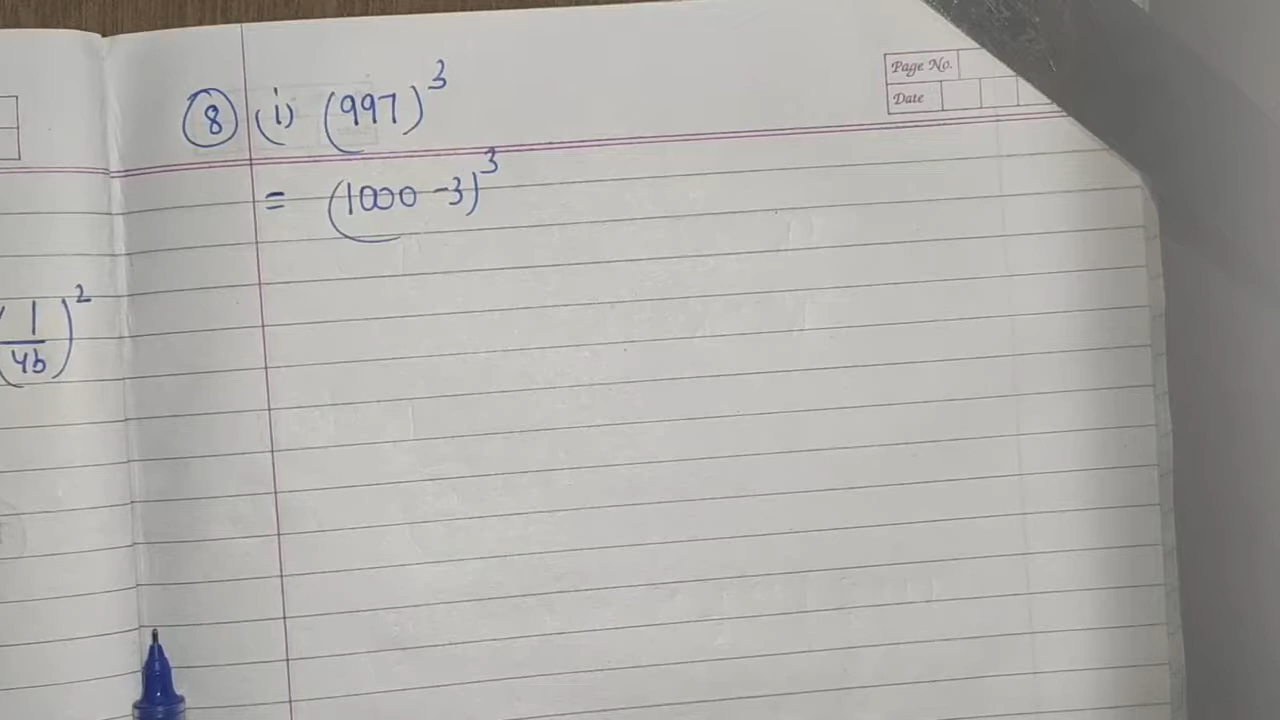 Page No.
Date
⑧ (i) (997)³
= (1000 -3)³
(1/4b)²